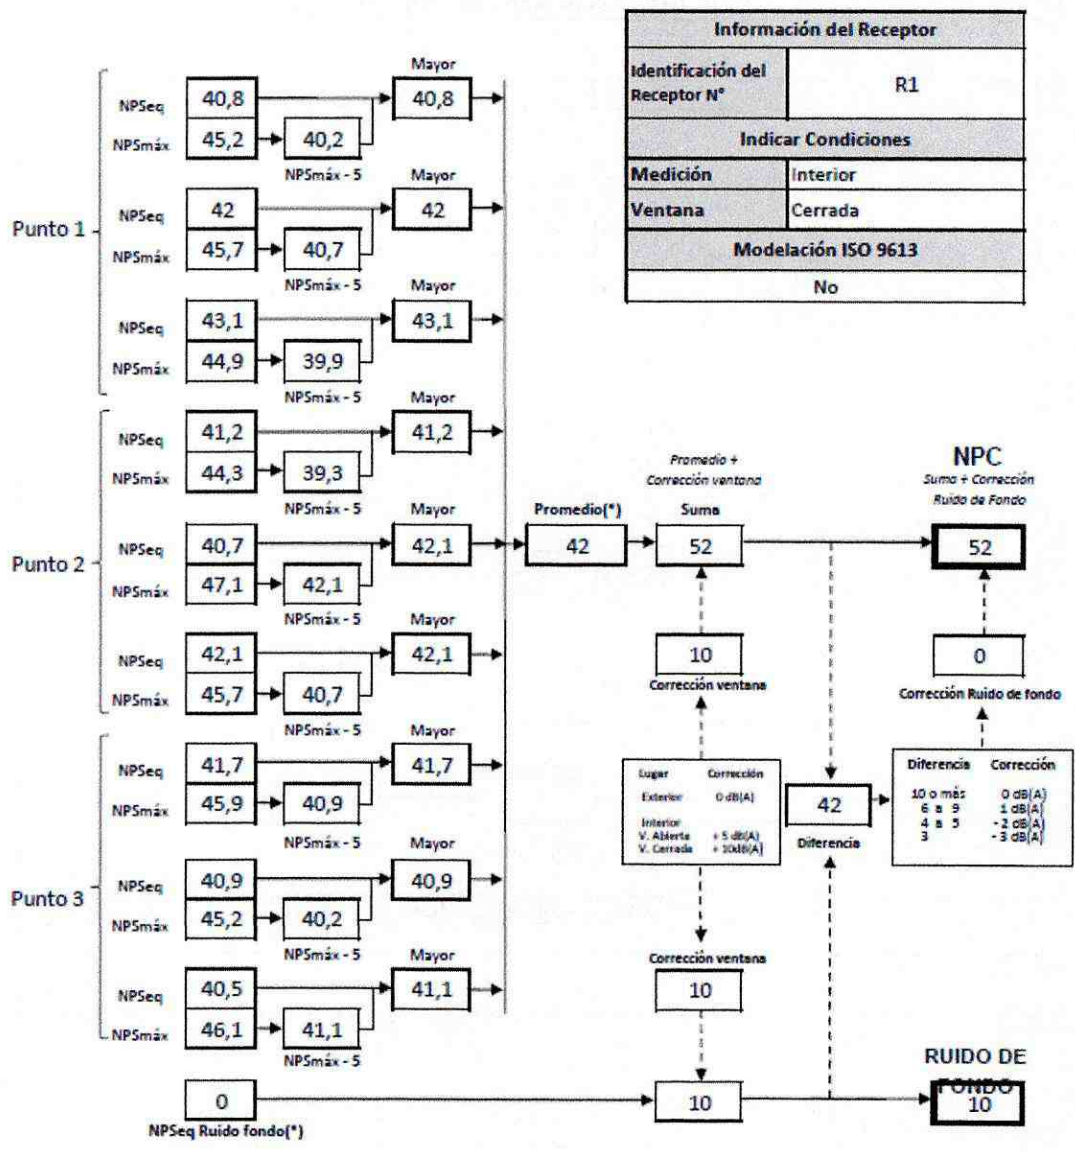 Información del Receptor
Identificación del Receptor N°
R1
Indicar Condiciones
Medición Interior
Ventana Cerrada
Modelación ISO 9613
No
Punto 1
Mayor
NPSeq 40,8 40,8
NPSmáx 45,2 40,2
NPSmáx - 5
Mayor
NPSeq 42 42
NPSmáx 45,7 40,7
NPSmáx - 5
Mayor
NPSeq 43,1 43,1
NPSmáx 44,9 39,9
NPSmáx - 5
Punto 2
Mayor
NPSeq 41,2 41,2
NPSmáx 44,3 39,3
NPSmáx - 5
Mayor
NPSeq 40,7 42,1
NPSmáx 47,1 42,1
NPSmáx - 5
Mayor
NPSeq 42,1 42,1
NPSmáx 45,7 40,7
NPSmáx - 5
Punto 3
Mayor
NPSeq 41,7 41,7
NPSmáx 45,9 40,9
NPSmáx - 5
Mayor
NPSeq 40,9 40,9
NPSmáx 45,2 40,2
NPSmáx - 5
Mayor
NPSeq 40,5 41,1
NPSmáx 46,1 41,1
NPSmáx - 5
0
NPSeq Ruido fondo(*)
Promedio(*)
42
Promedio +
Corrección ventana
Suma
52
10
Corrección ventana
Lugar Corrección
Exterior 0 dB(A)
Interior
V. Abierta + 5 dB(A)
V. Cerrada + 10dB(A)
Corrección ventana
10
10
42
Diferencia
NPC
Suma + Corrección
Ruido de Fondo
52
0
Corrección Ruido de fondo
Diferencia Corrección
10 o más 0 dB(A)
6 a 9 1 dB(A)
4 a 5 - 2 dB(A)
3 - 3 dB(A)
RUIDO DE
FONDO
10